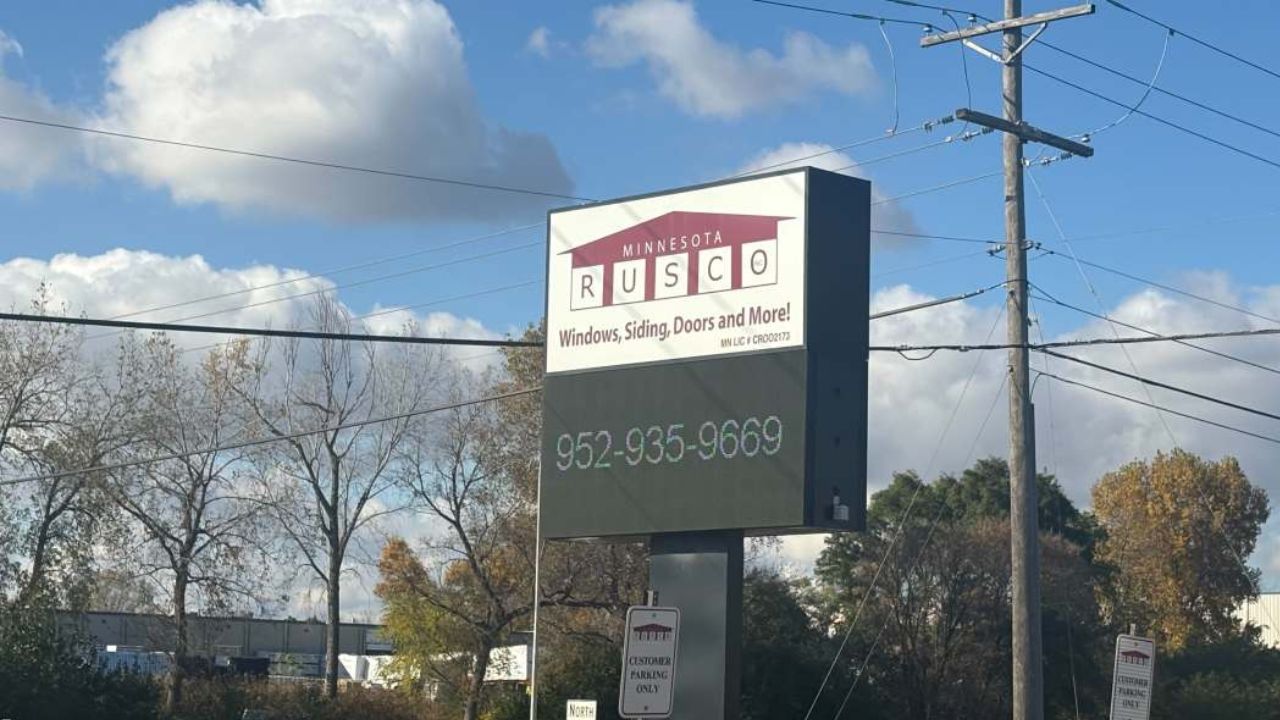 MINNESOTA
RUSCO
Windows, Siding, Doors and More!
MN LIC # CROO2173
952-935-9669
CUSTOMER
PARKING
ONLY
NORTH
CUSTOMER
PARKING
ONLY